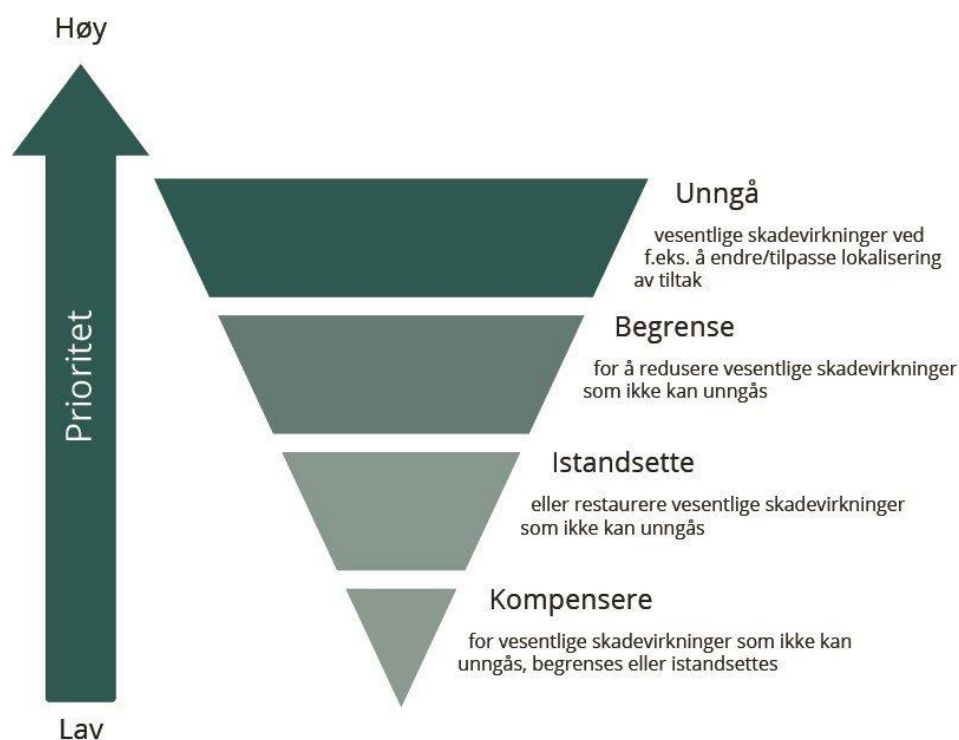 Høy
Prioritet
Lav
Unngå
vesentlige skadevirkninger ved
f.eks. å endre/tilpasse lokalisering
av tiltak
Begrense
for å redusere vesentlige skadevirkninger
som ikke kan unngås
Istandsette
eller restaurere vesentlige skadevirkninger
som ikke kan unngås
Kompensere
for vesentlige skadevirkninger som ikke kan
unngås, begrenses eller istandsettes